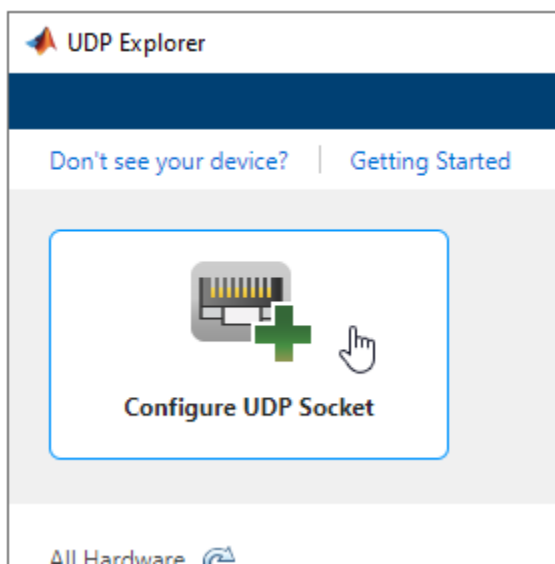 UDP Explorer
Don't see your device? Getting Started
Configure UDP Socket
All Hardware